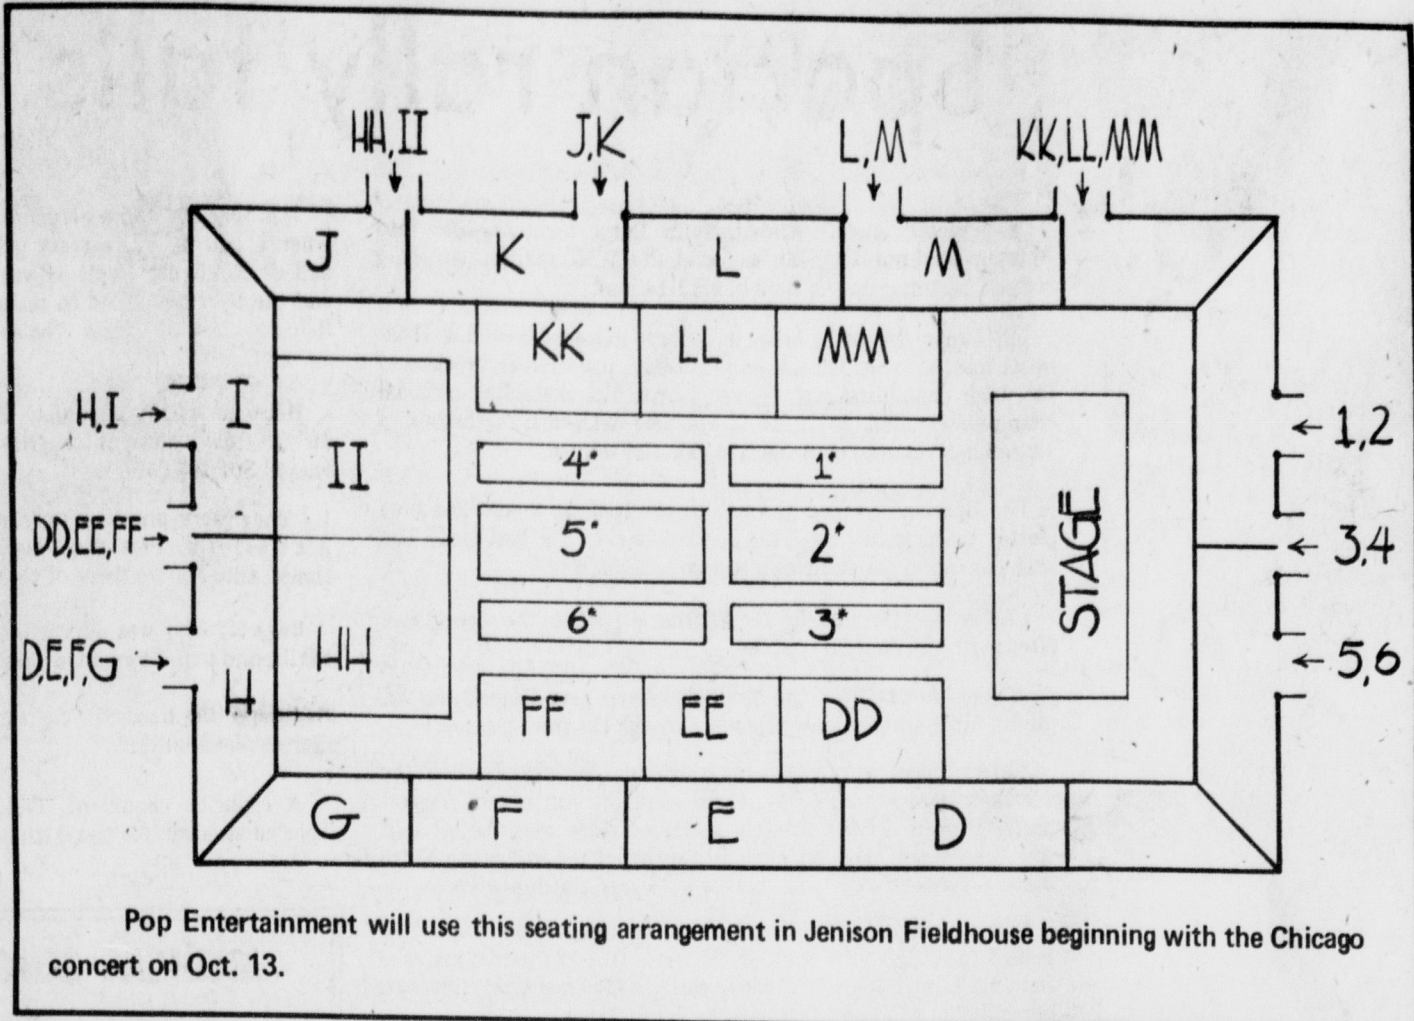 HH,II J,K L,M KK,LL,MM
J K L M
KK LL MM
H,I → I ← 1,2
II
4* 1*
DD,EE,FF → 5* 2* STAGE ← 3,4
6* 3*
D,E,F,G → HH ← 5,6
H
FF EE DD
G F E D
Pop Entertainment will use this seating arrangement in Jenison Fieldhouse beginning with the Chicago
concert on Oct. 13.